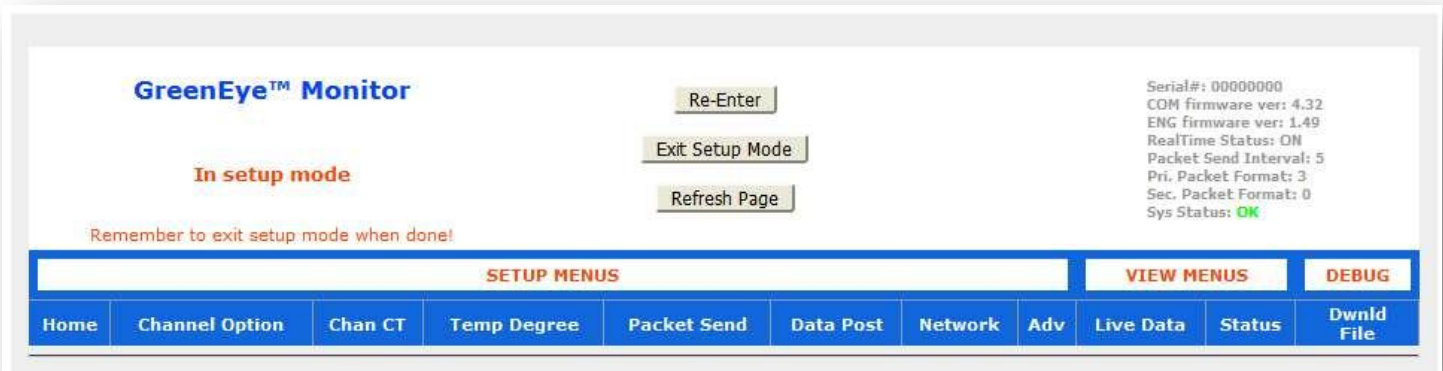 GreenEye™ Monitor
In setup mode
Remember to exit setup mode when done!
Re-Enter
Exit Setup Mode
Refresh Page
Serial#: 00000000
COM firmware ver: 4.32
ENG firmware ver: 1.49
RealTime Status: ON
Packet Send Interval: 5
Pri. Packet Format: 3
Sec. Packet Format: 0
Sys Status: OK
SETUP MENUS VIEW MENUS DEBUG
Home Channel Option Chan CT Temp Degree Packet Send Data Post Network Adv Live Data Status Dwnld File